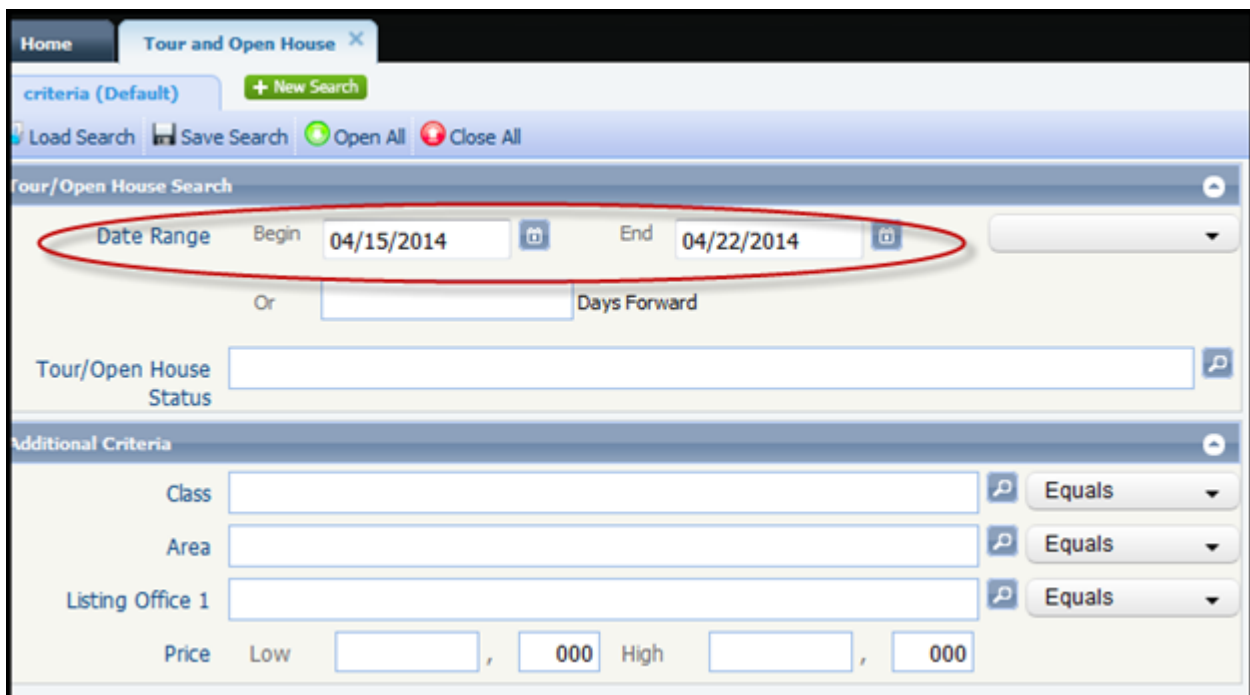 Home Tour and Open House
criteria (Default) + New Search
Load Search Save Search Open All Close All
Tour/Open House Search
Date Range Begin 04/15/2014 End 04/22/2014
Or Days Forward
Tour/Open House
Status
Additional Criteria
Class Equals
Area Equals
Listing Office 1 Equals
Price Low , 000 High , 000